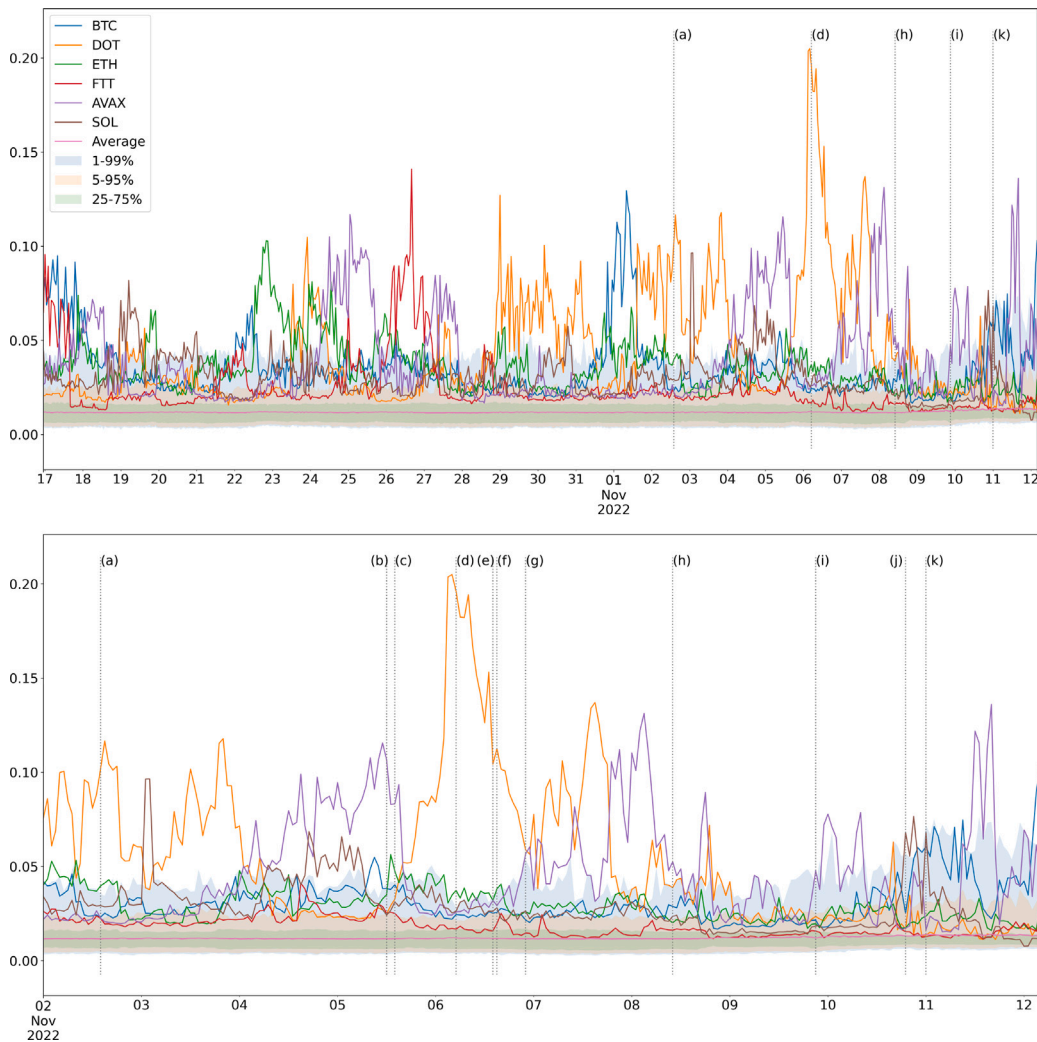 BTC
DOT
ETH
FTT
AVAX
SOL
Average
1-99%
5-95%
25-75%
(a) (d) (h) (i) (k)
0.20
0.15
0.10
0.05
0.00
17 18 19 20 21 22 23 24 25 26 27 28 29 30 31 01 02 03 04 05 06 07 08 09 10 11 12
Nov
2022
(a) (b) (c) (d) (e) (f) (g) (h) (i) (j) (k)
0.20
0.15
0.10
0.05
0.00
02 03 04 05 06 07 08 09 10 11 12
Nov
2022